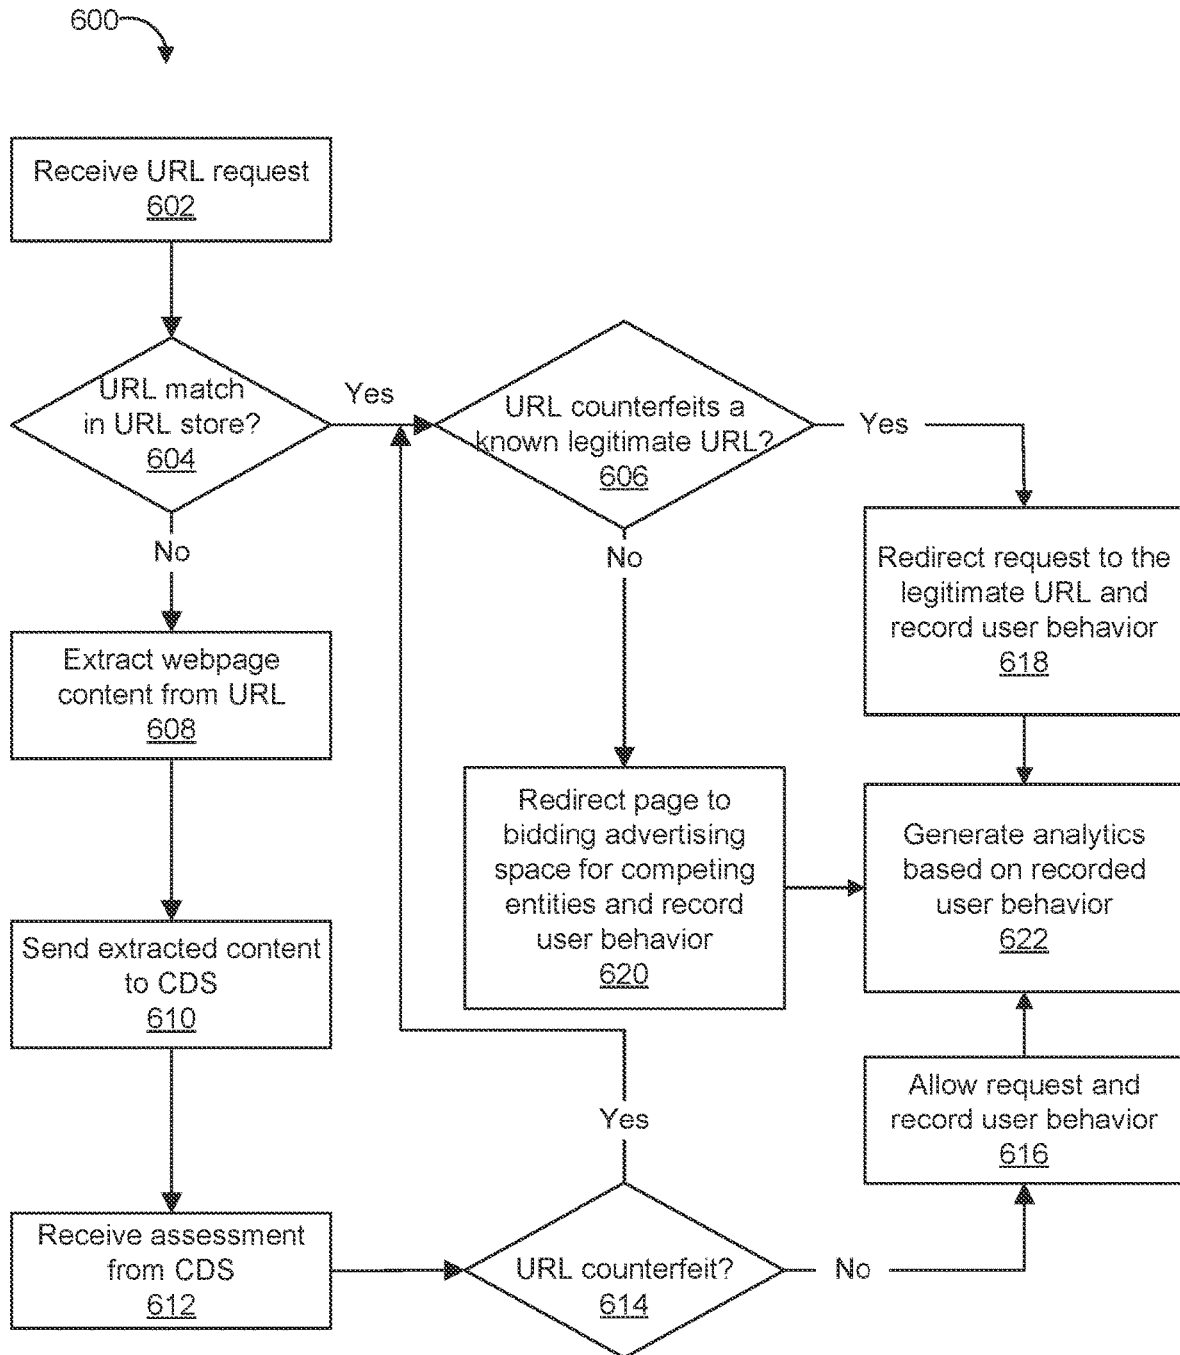 600
Receive URL request
602
URL match
in URL store?
604
Yes
URL counterfeits a
known legitimate URL?
606
Yes
No
No
Redirect request to the
legitimate URL and
record user behavior
618
Extract webpage
content from URL
608
Redirect page to
bidding advertising
space for competing
entities and record
user behavior
620
Generate analytics
based on recorded
user behavior
622
Send extracted content
to CDS
610
Allow request and
record user behavior
616
Yes
Receive assessment
from CDS
612
URL counterfeit?
614
No